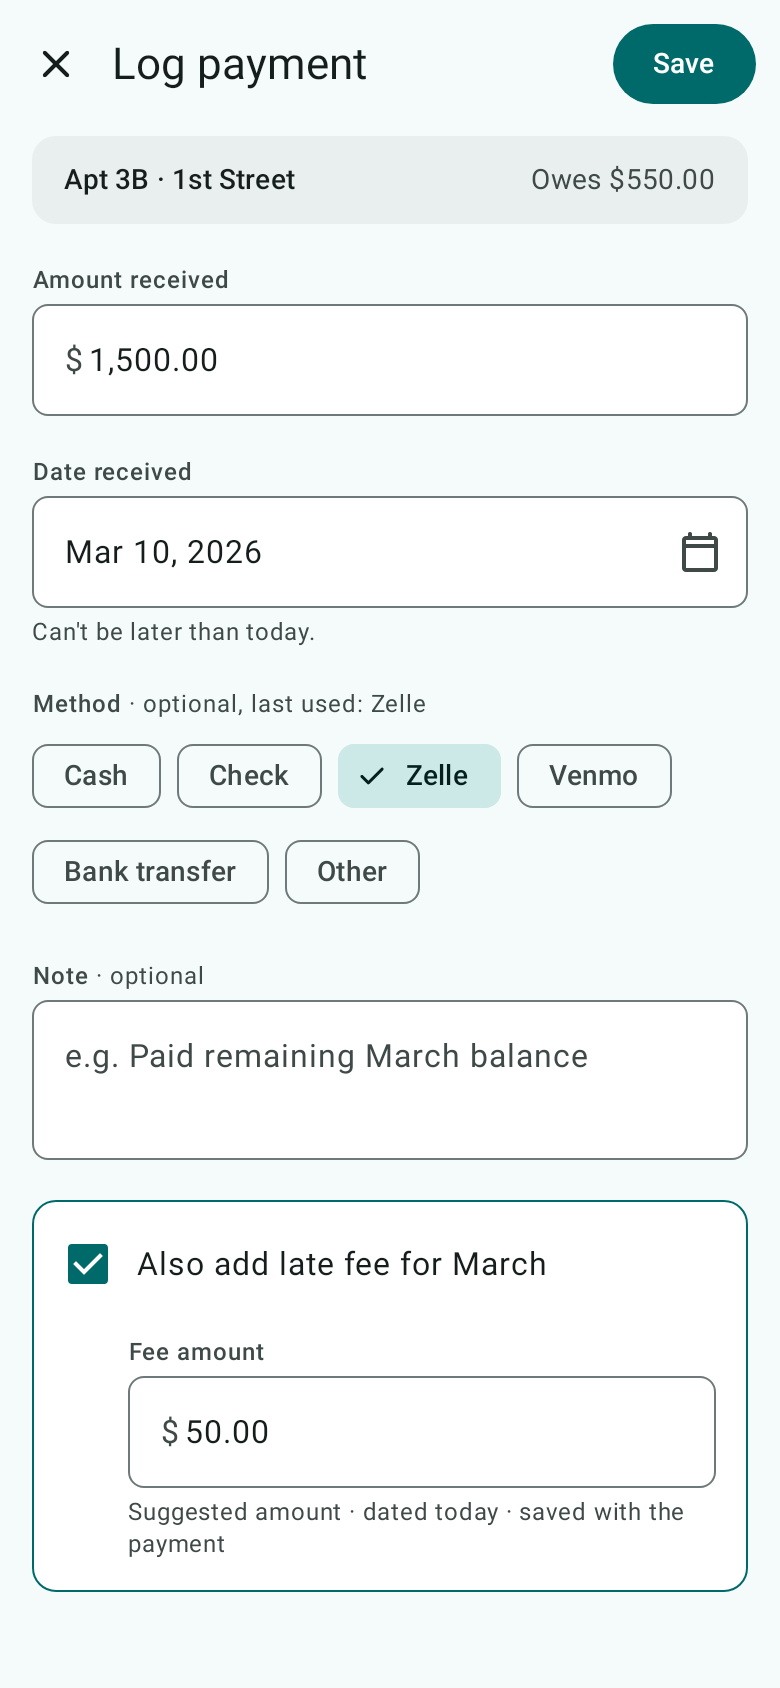 Log payment
Save
Apt 3B · 1st Street
Owes $550.00
Amount received
$ 1,500.00
Date received
Mar 10, 2026
Can't be later than today.
Method · optional, last used: Zelle
Cash
Check
Zelle
Venmo
Bank transfer
Other
Note · optional
e.g. Paid remaining March balance
Also add late fee for March
Fee amount
$ 50.00
Suggested amount · dated today · saved with the
payment